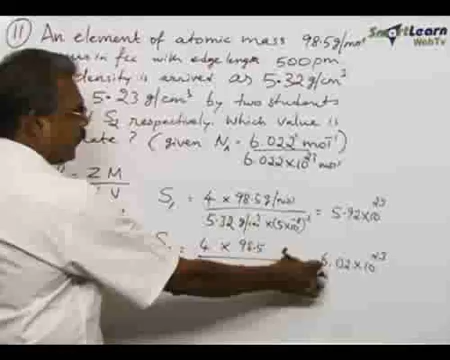 11 An element of atomic mass 98.5 g/mol
in fcc with edge length 500 pm
density is arrived as 5.32 g/cm³
5.23 g/cm³ by two students
S₂ respectively. Which value is
? (given Nₐ = 6.022 mol⁻¹)
6.022×10²³ mol⁻¹
= Z M
V
S₁ = 4 × 98.5 g/mol = 5.92×10²³
5.32 g/cm³ ×(5×10⁻⁸)³
= 4 × 98.5 6.02×10²³
SmartLearn
WebTv